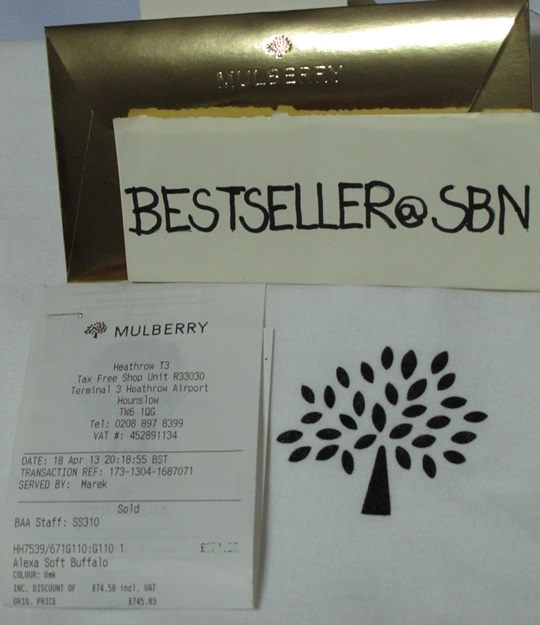 MULBERRY
BESTSELLER@SBN
MULBERRY
Heathrow T3
Tax Free Shop Unit R33030
Terminal 3 Heathrow Airport
Hounslow
TW6 1QG
Tel: 0208 897 8399
VAT #: 452891134
DATE: 18 Apr 13 20:18:55 BST
TRANSACTION REF: 173-1304-1687071
SERVED BY: Marek
Sold
BAA Staff: SS310
HH7539/671G110:G110 1
Alexa Soft Buffalo
COLOUR: Oak
INC. DISCOUNT OF £74.58 incl. VAT
ORIG. PRICE £745.83